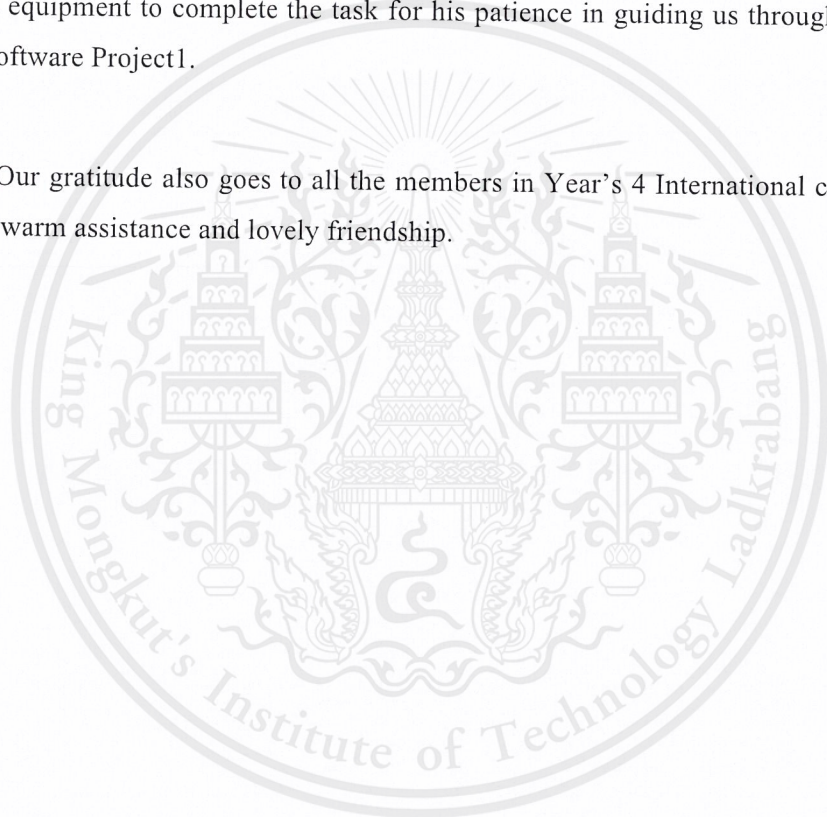 equipment to complete the task for his patience in guiding us through
oftware Project1.
Our gratitude also goes to all the members in Year's 4 International c
warm assistance and lovely friendship.
King Mongkut's Institute of Technology Ladkrabang